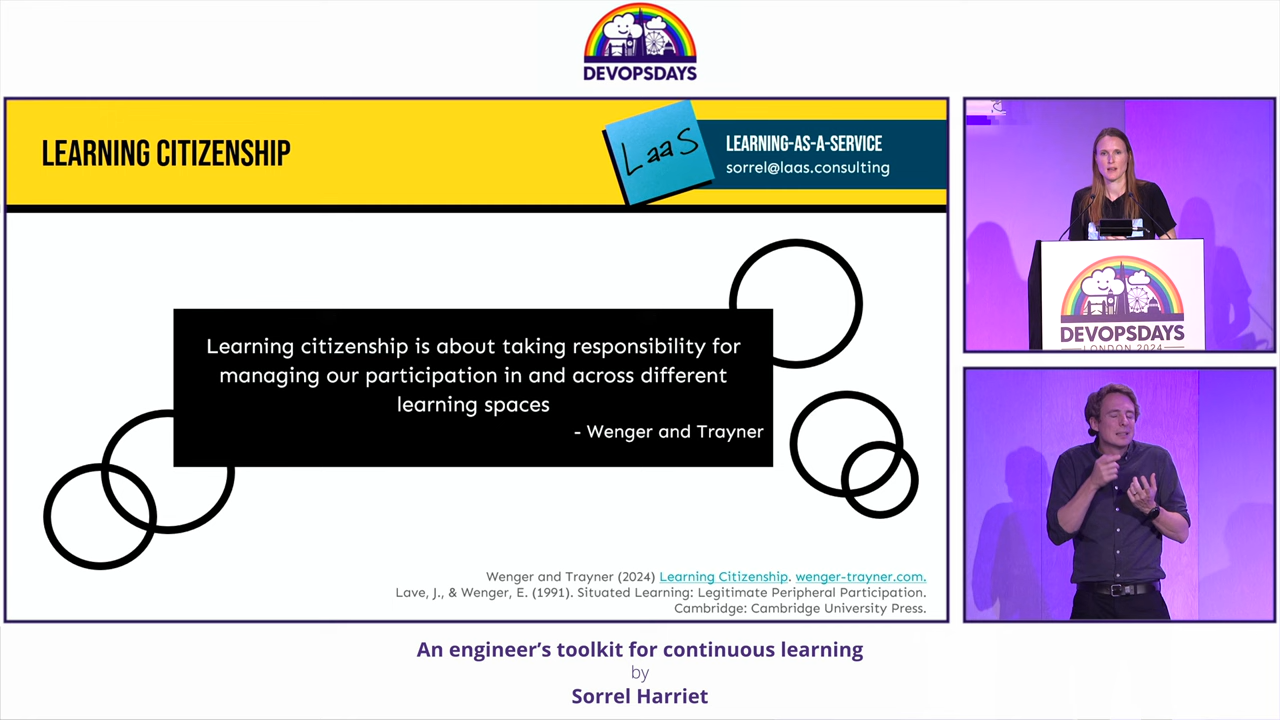 DEVOPSDAYS
LEARNING CITIZENSHIP
LaaS
LEARNING-AS-A-SERVICE
sorrel@laas.consulting
Learning citizenship is about taking responsibility for
managing our participation in and across different
learning spaces
- Wenger and Trayner
Wenger and Trayner (2024) Learning Citizenship. wenger-trayner.com.
Lave, J., & Wenger, E. (1991). Situated Learning: Legitimate Peripheral Participation.
Cambridge: Cambridge University Press.
DEVOPSDAYS
LONDON 2024
An engineer’s toolkit for continuous learning
by
Sorrel Harriet